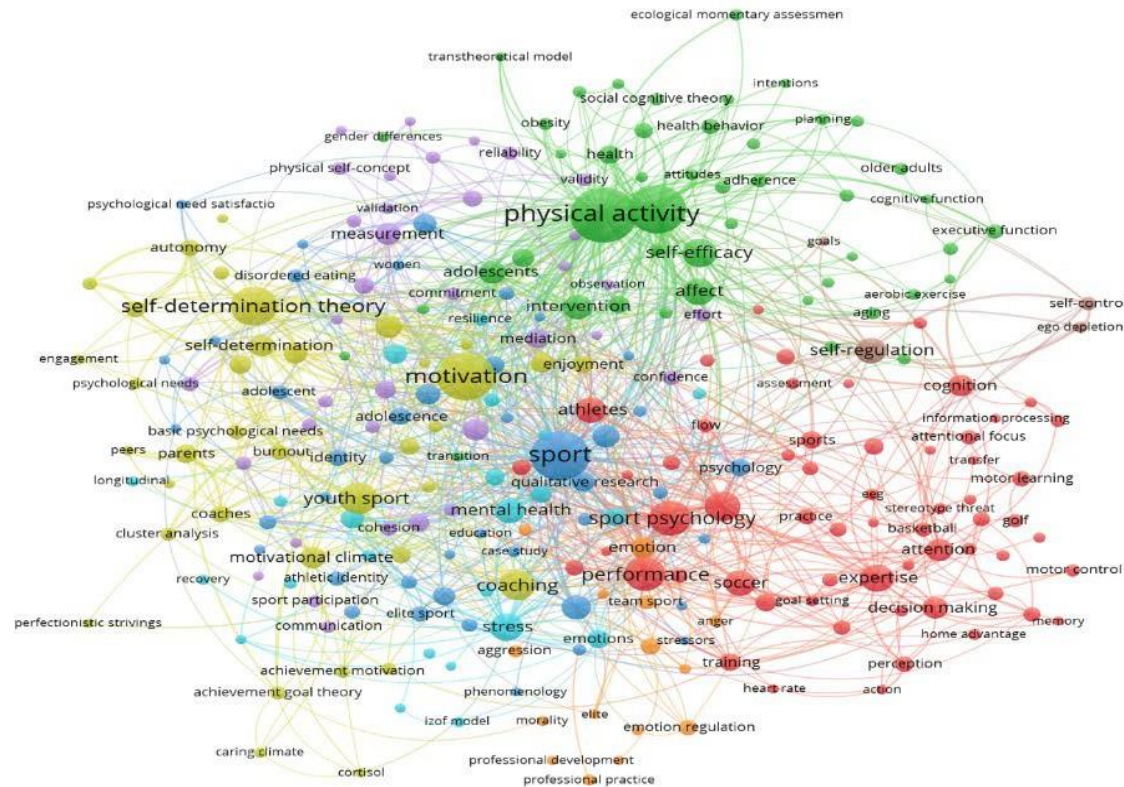 ecological momentary assessmen
transtheoretical model
intentions
social cognitive theory
obesity
health behavior
planning
gender differences
reliability
health
physical self-concept
validity
attitudes
adherence
older adults
cognitive function
psychological need satisfactio
validation
physical activity
measurement
executive function
autonomy
women
self-efficacy
goals
disordered eating
adolescents
observation
commitment
affect
aerobic exercise
self-contro
self-determination theory
intervention
effort
aging
resilience
ego depletion
mediation
self-determination
self-regulation
engagement
enjoyment
motivation
confidence
psychological needs
adolescent
assessment
cognition
adolescence
athletes
information processing
basic psychological needs
flow
attentional focus
peers
parents
burnout
identity
transition
sport
sports
transfer
psychology
longitudinal
qualitative research
eeg
motor learning
youth sport
mental health
stereotype threat
coaches
cohesion
sport psychology
practice
basketball
golf
cluster analysis
education
case study
emotion
attention
motivational climate
recovery
athletic identity
coaching
performance
soccer
expertise
motor control
sport participation
elite sport
team sport
goal setting
decision making
perfectionistic strivings
communication
stress
emotions
anger
stressors
home advantage
memory
aggression
training
perception
achievement motivation
achievement goal theory
phenomenology
heart rate
action
izof model
morality
elite
emotion regulation
caring climate
cortisol
professional development
professional practice